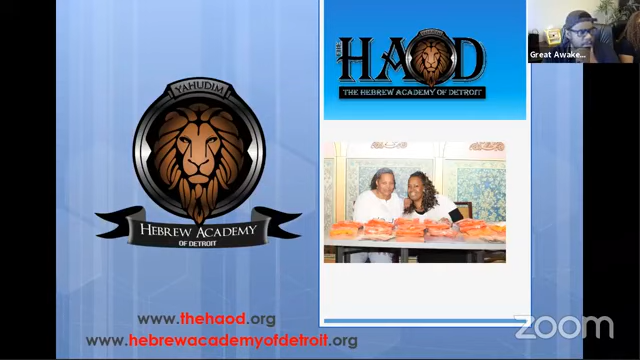 YAHUDIM
HEBREW ACADEMY
OF DETROIT
THE HAOD
THE HEBREW ACADEMY OF DETROIT
Great Awake...
www.thehaod.org
www.hebrewacademyofdetroit.org
zoom